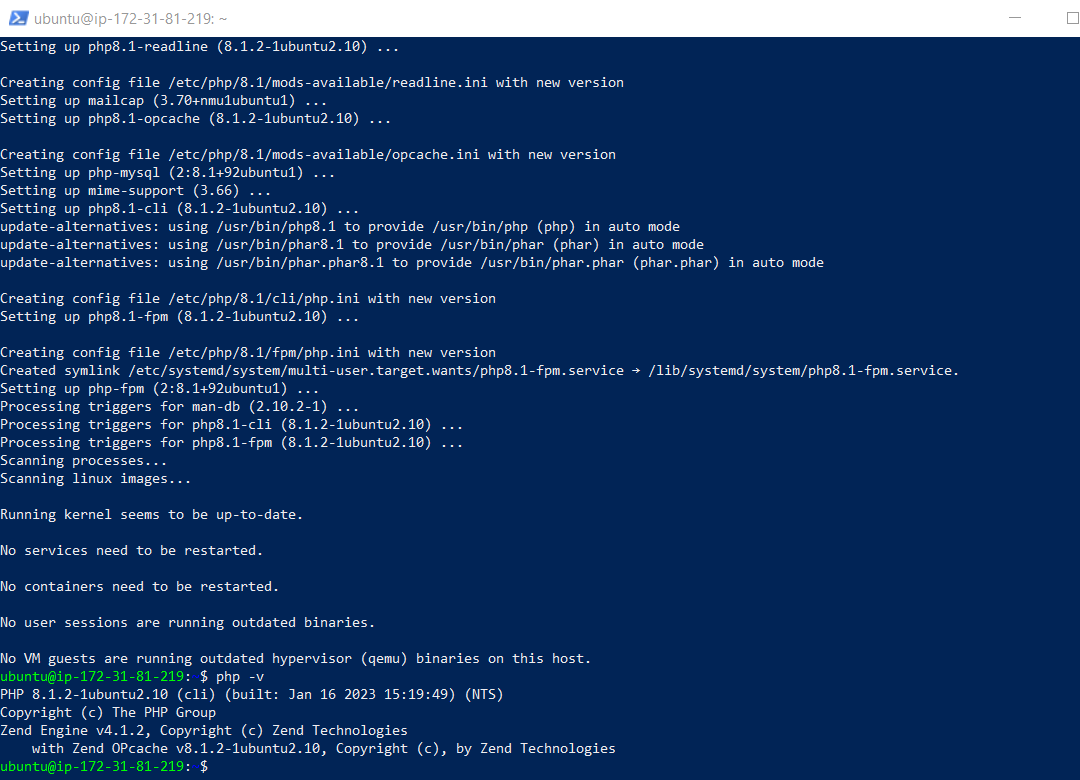 ubuntu@ip-172-31-81-219: ~
Setting up php8.1-readline (8.1.2-1ubuntu2.10) ...
Creating config file /etc/php/8.1/mods-available/readline.ini with new version
Setting up mailcap (3.70+nmu1ubuntu1) ...
Setting up php8.1-opcache (8.1.2-1ubuntu2.10) ...
Creating config file /etc/php/8.1/mods-available/opcache.ini with new version
Setting up php-mysql (2:8.1+92ubuntu1) ...
Setting up mime-support (3.66) ...
Setting up php8.1-cli (8.1.2-1ubuntu2.10) ...
update-alternatives: using /usr/bin/php8.1 to provide /usr/bin/php (php) in auto mode
update-alternatives: using /usr/bin/phar8.1 to provide /usr/bin/phar (phar) in auto mode
update-alternatives: using /usr/bin/phar.phar8.1 to provide /usr/bin/phar.phar (phar.phar) in auto mode
Creating config file /etc/php/8.1/cli/php.ini with new version
Setting up php8.1-fpm (8.1.2-1ubuntu2.10) ...
Creating config file /etc/php/8.1/fpm/php.ini with new version
Created symlink /etc/systemd/system/multi-user.target.wants/php8.1-fpm.service → /lib/systemd/system/php8.1-fpm.service.
Setting up php-fpm (2:8.1+92ubuntu1) ...
Processing triggers for man-db (2.10.2-1) ...
Processing triggers for php8.1-cli (8.1.2-1ubuntu2.10) ...
Processing triggers for php8.1-fpm (8.1.2-1ubuntu2.10) ...
Scanning processes...
Scanning linux images...
Running kernel seems to be up-to-date.
No services need to be restarted.
No containers need to be restarted.
No user sessions are running outdated binaries.
No VM guests are running outdated hypervisor (qemu) binaries on this host.
ubuntu@ip-172-31-81-219: $ php -v
PHP 8.1.2-1ubuntu2.10 (cli) (built: Jan 16 2023 15:19:49) (NTS)
Copyright (c) The PHP Group
Zend Engine v4.1.2, Copyright (c) Zend Technologies
    with Zend OPcache v8.1.2-1ubuntu2.10, Copyright (c), by Zend Technologies
ubuntu@ip-172-31-81-219: $